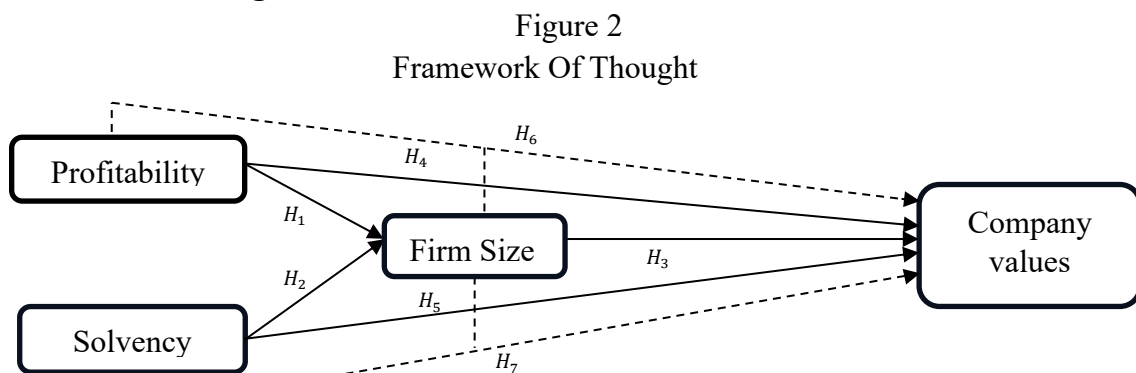 Figure 2
Framework Of Thought
H₆
H₄
Profitability
H₁
Firm Size
Company
values
H₃
H₂
H₅
Solvency
H₇